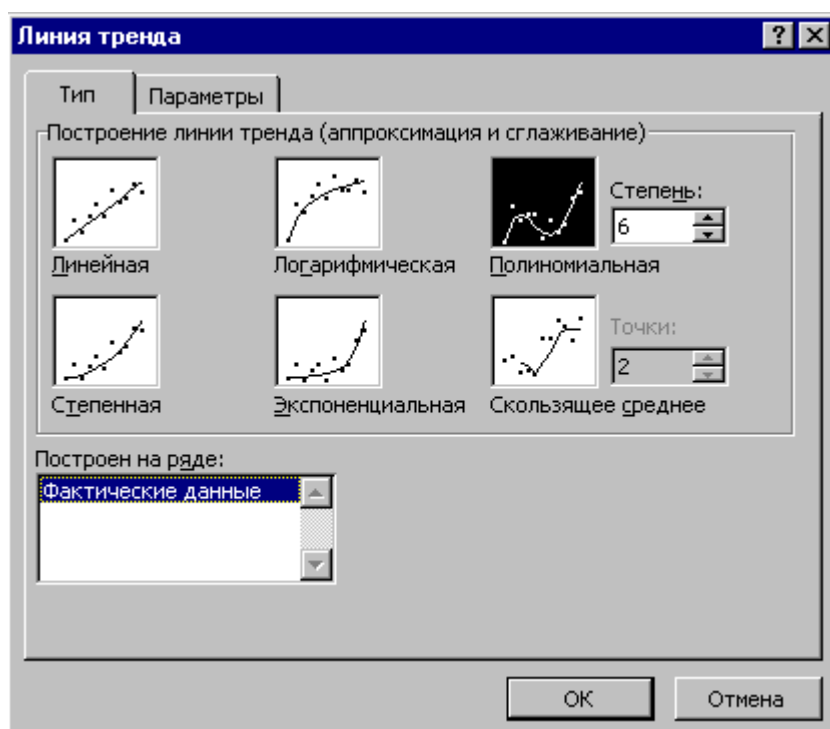 Линия тренда
Тип
Параметры
Построение линии тренда (аппроксимация и сглаживание)
Линейная
Логарифмическая
Полиномиальная
Степень:
6
Степенная
Экспоненциальная
Скользящее среднее
Точки:
2
Построен на ряде:
Фактические данные
ОК
Отмена